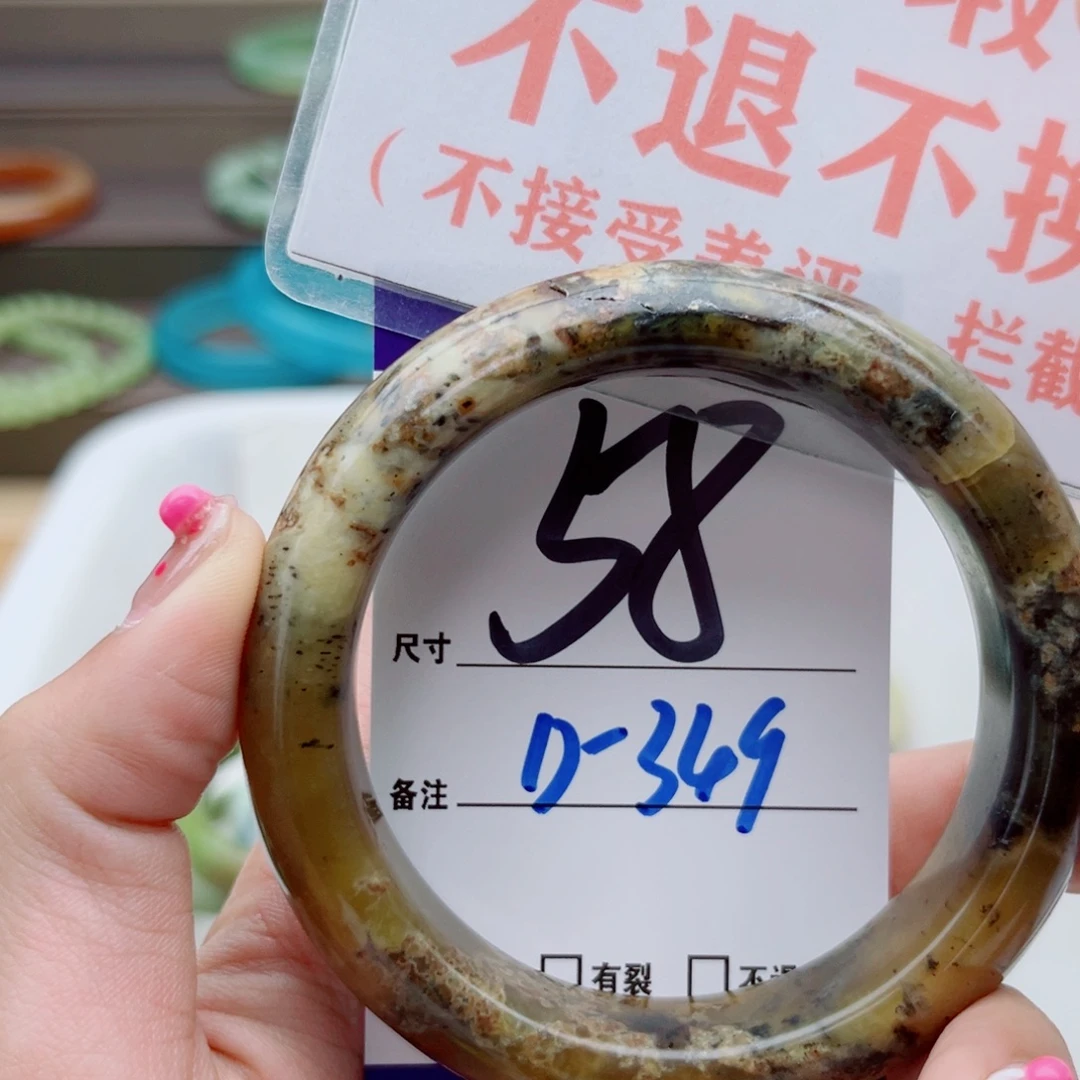 不退不换
(不接受差评
拦截
58
尺寸
D-349
备注
有裂